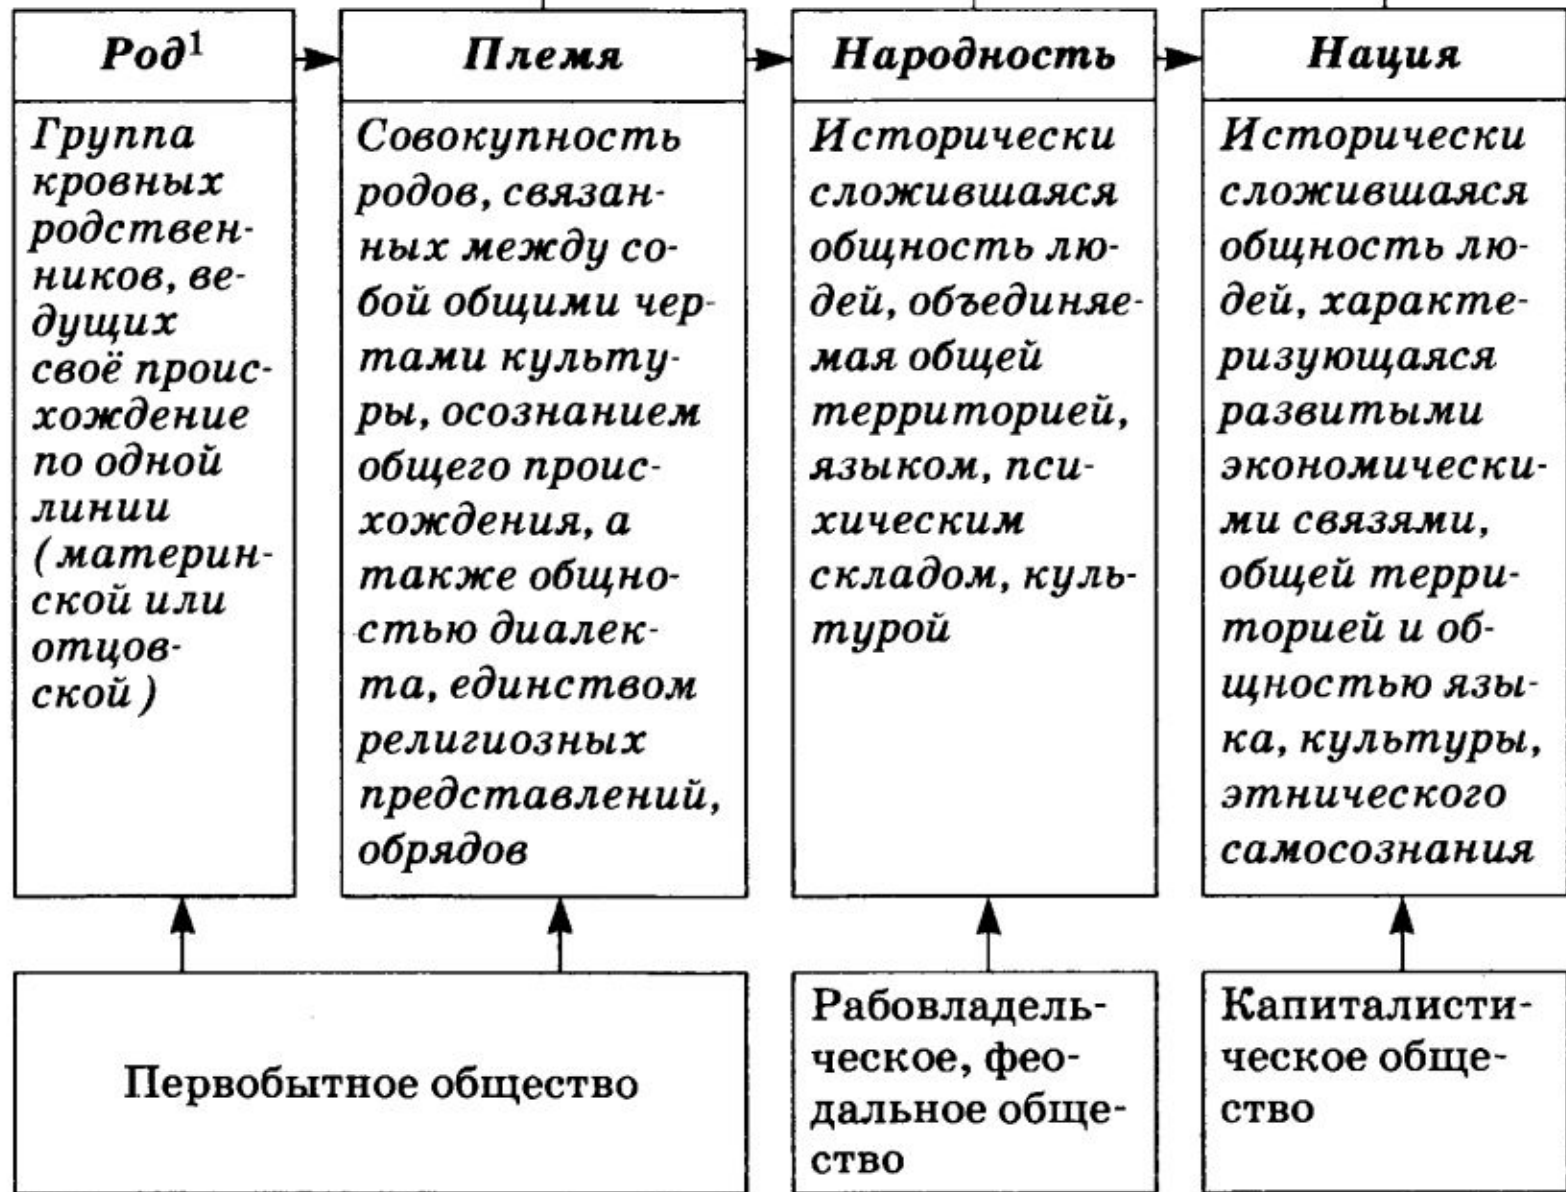 Род¹
Группа
кровных
родствен-
ников, ве-
дущих
своё проис-
хождение
по одной
линии
(материн-
ской или
отцов-
ской)
Племя
Совокупность
родов, связан-
ных между со-
бой общими чер-
тами культу-
ры, осознанием
общего проис-
хождения, а
также общно-
стью диалек-
та, единством
религиозных
представлений,
обрядов
Народность
Исторически
сложившаяся
общность лю-
дей, объединяе-
мая общей
территорией,
языком, пси-
хическим
складом, куль-
турой
Нация
Исторически
сложившаяся
общность лю-
дей, характе-
ризующаяся
развитыми
экономически-
ми связями,
общей терри-
торией и об-
щностью язы-
ка, культуры,
этнического
самосознания
Первобытное общество
Рабовладель-
ческое, фео-
дальное обще-
ство
Капиталисти-
ческое обще-
ство